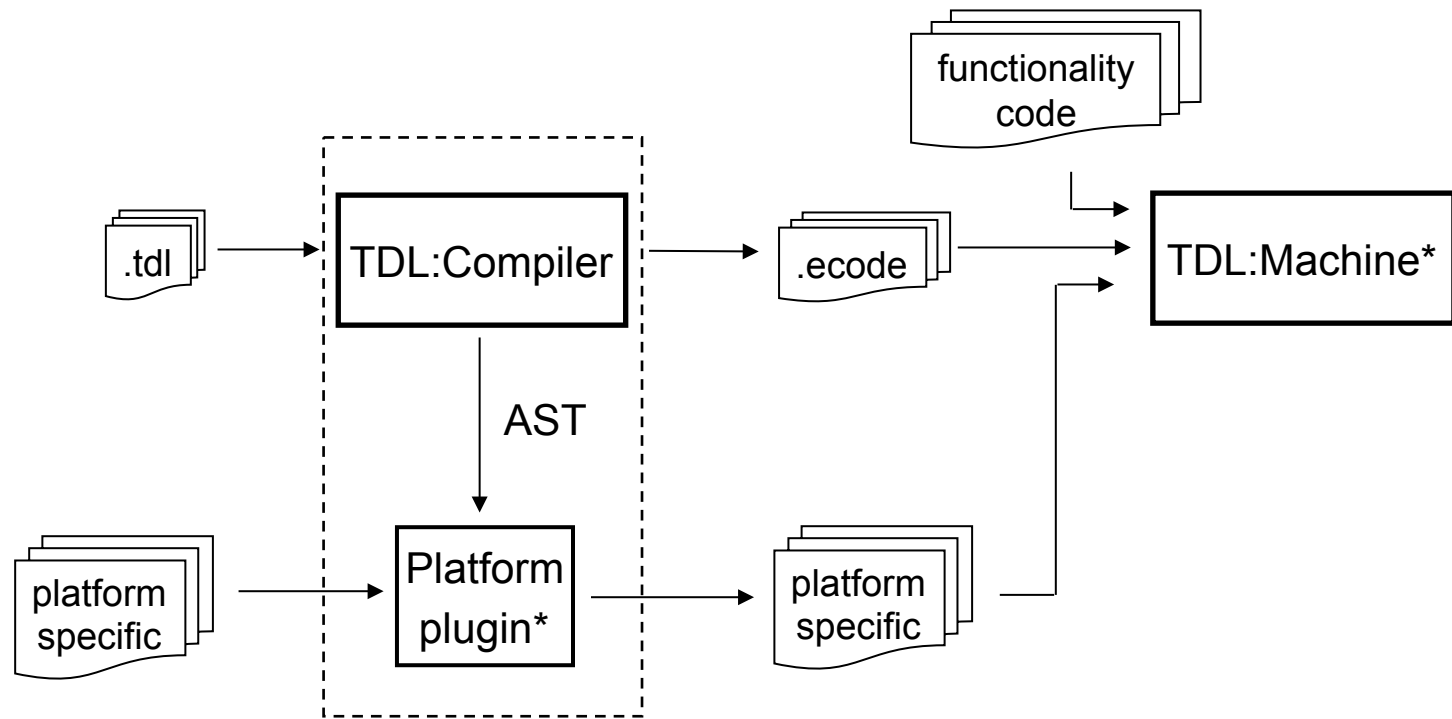 functionality
code
.tdl
TDL:Compiler
.ecode
TDL:Machine*
AST
platform
specific
Platform
plugin*
platform
specific